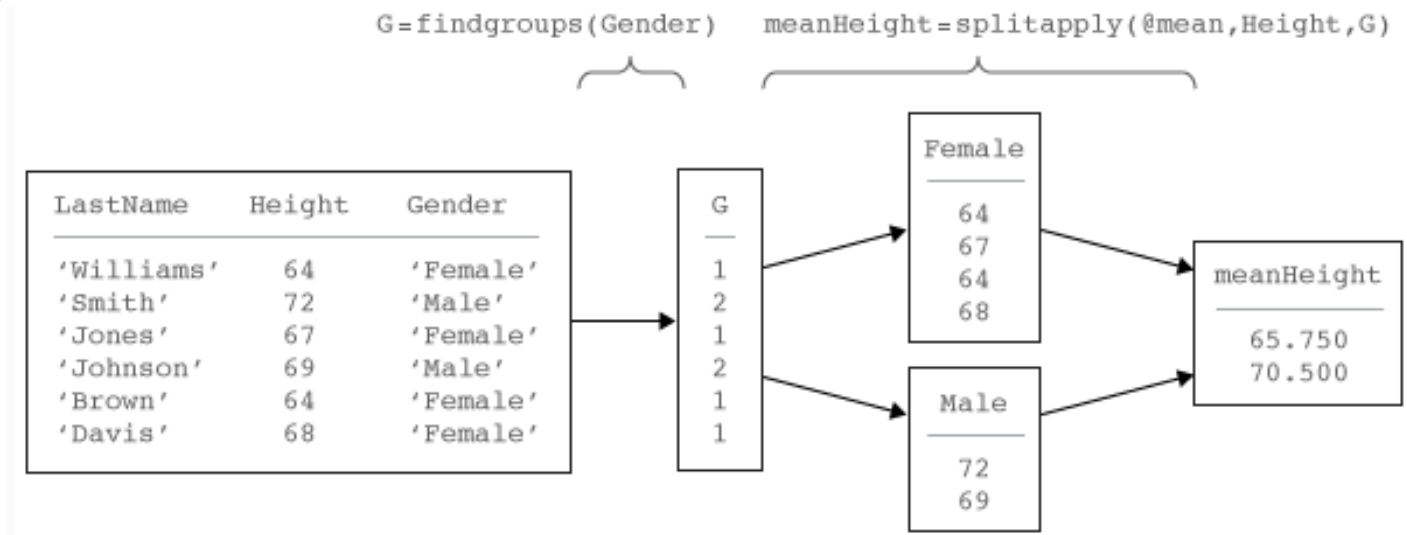 G=findgroups(Gender)
meanHeight=splitapply(@mean,Height,G)
LastName Height Gender
‘Williams’ 64 ‘Female’
‘Smith’ 72 ‘Male’
‘Jones’ 67 ‘Female’
‘Johnson’ 69 ‘Male’
‘Brown’ 64 ‘Female’
‘Davis’ 68 ‘Female’
G
1
2
1
2
1
1
Female
64
67
64
68
Male
72
69
meanHeight
65.750
70.500